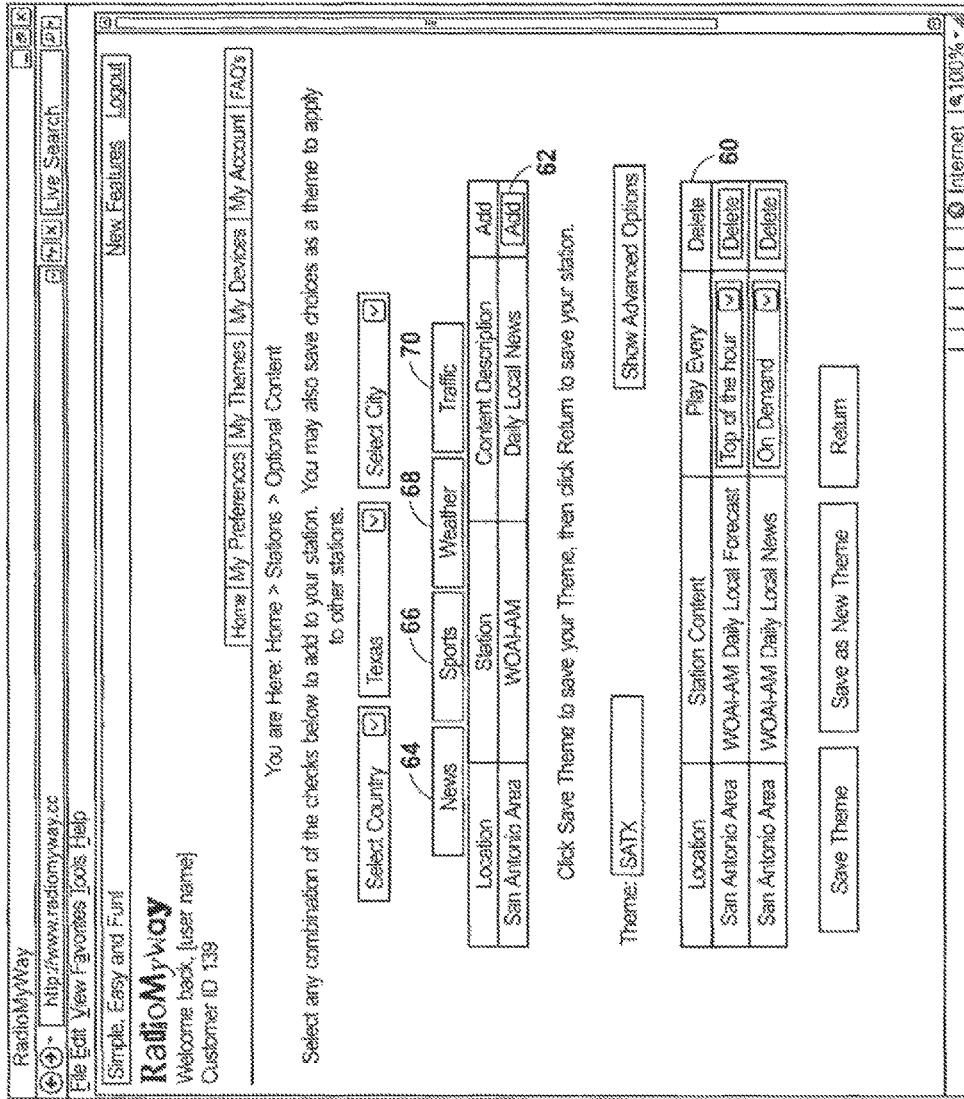 RadioMyWay
http://www.radiomyway.cc
Live Search
File Edit View Favorites Tools Help
Simple, Easy and Fun!
New Features Logout
RadioMyWay
Welcome back, [user name]
Customer ID 139
Home | My Preferences | My Themes | My Devices | My Account | FAQ's
You are Here: Home > Stations > Optional Content
Select any combination of the checks below to add to your station. You may also save choices as a theme to apply
to other stations.
Select Country Texas Select City
64 66 68 70
News Sports Weather Traffic
Location Station Content Description Add
San Antonio Area WOAI-AM Daily Local News Add
62
Click Save Theme to save your Theme, then click Return to save your station.
Theme: SATX Show Advanced Options
60
Location Station Content Play Every Delete
San Antonio Area WOAI-AM Daily Local Forecast Top of the hour Delete
San Antonio Area WOAI-AM Daily Local News On Demand Delete
Save Theme Save as New Theme Return
Internet 100%